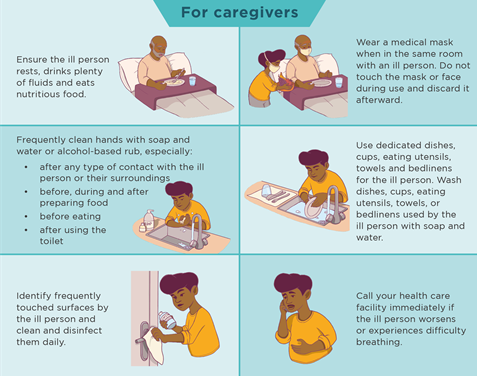 For caregivers
Ensure the ill person
rests, drinks plenty
of fluids and eats
nutritious food.
Wear a medical mask
when in the same room
with an ill person. Do not
touch the mask or face
during use and discard it
afterward.
Frequently clean hands with soap and
water or alcohol-based rub, especially:
• after any type of contact with the ill
person or their surroundings
• before, during and after
preparing food
• before eating
• after using the
toilet
Use dedicated dishes,
cups, eating utensils,
towels and bedlinens
for the ill person. Wash
dishes, cups, eating
utensils, towels, or
bedlinens used by the
ill person with soap and
water.
Identify frequently
touched surfaces by
the ill person and
clean and disinfect
them daily.
Call your health care
facility immediately if
the ill person worsens
or experiences difficulty
breathing.